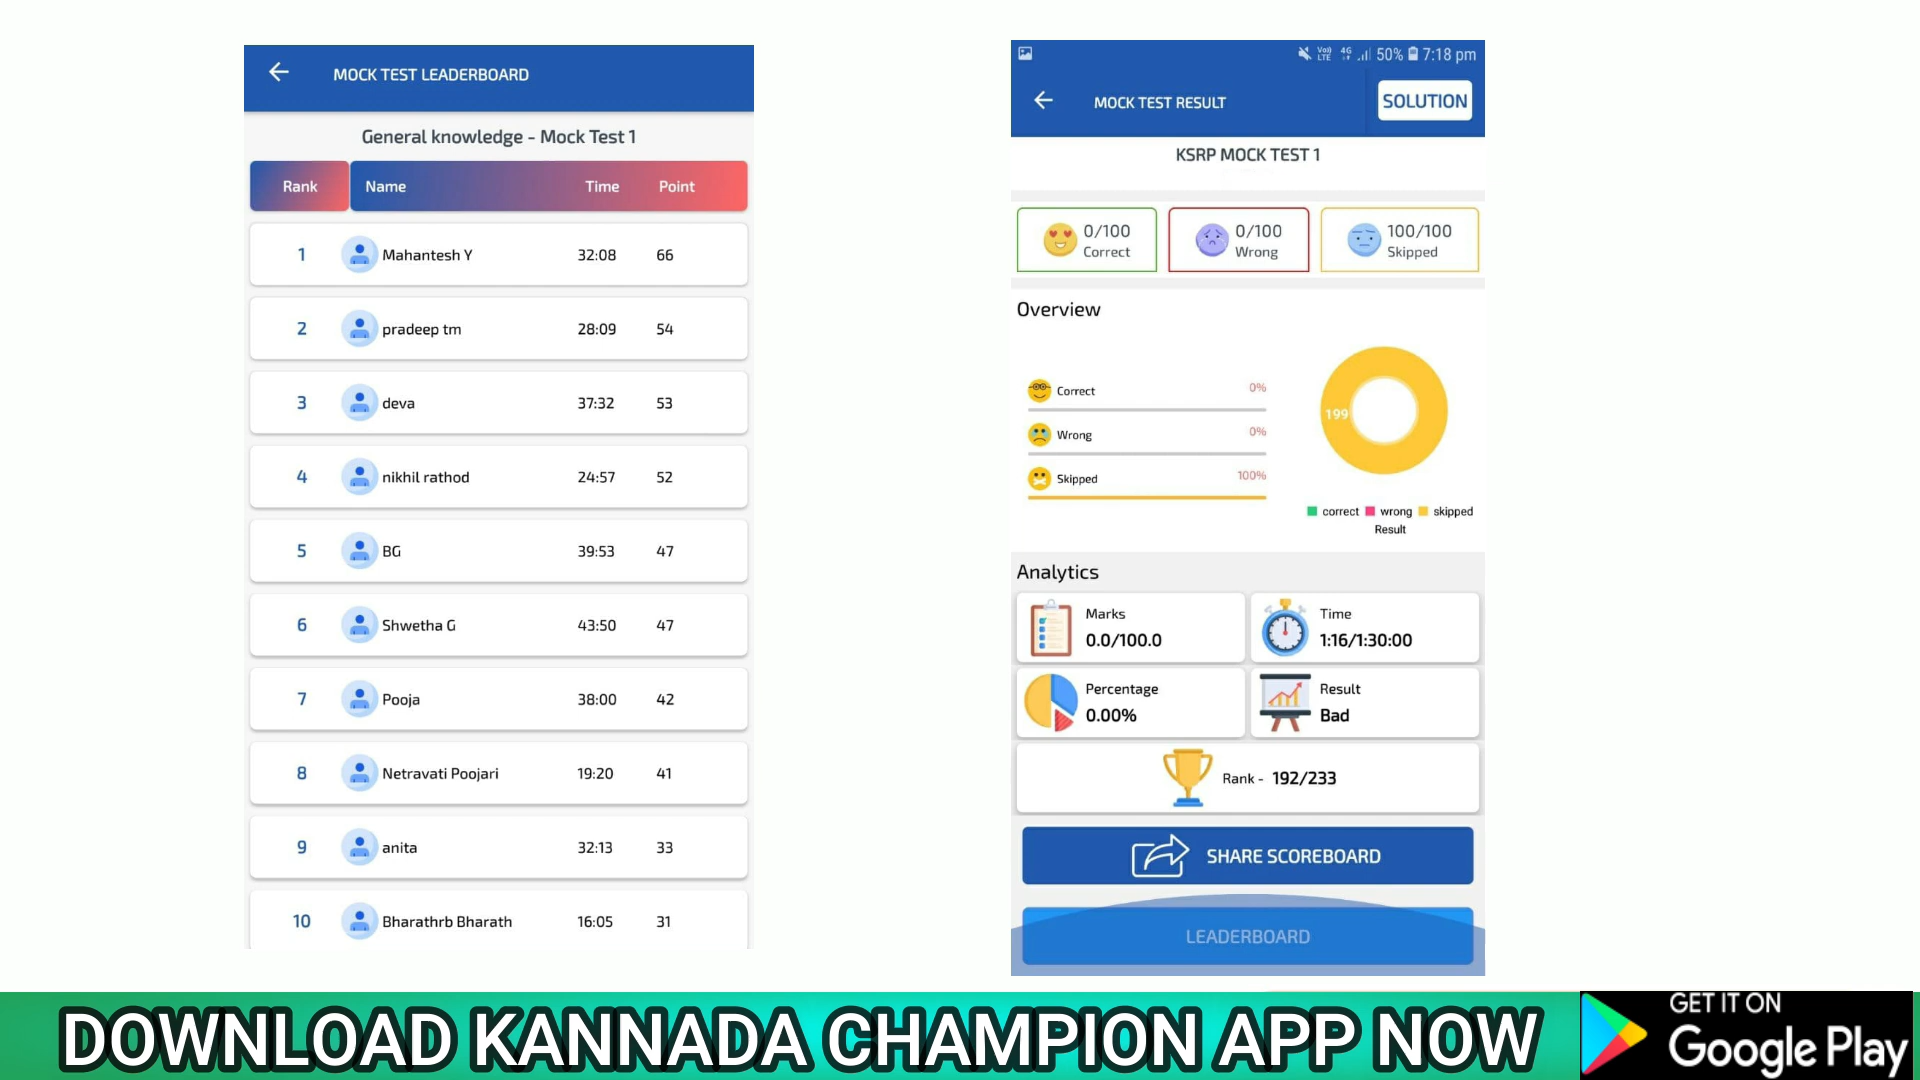 MOCK TEST LEADERBOARD
General knowledge - Mock Test 1
Rank Name Time Point
1 Mahantesh Y 32:08 66
2 pradeep tm 28:09 54
3 deva 37:32 53
4 nikhil rathod 24:57 52
5 BG 39:53 47
6 Shwetha G 43:50 47
7 Pooja 38:00 42
8 Netravati Poojari 19:20 41
9 anita 32:13 33
10 Bharathrb Bharath 16:05 31
Vo)) LTE 4G 50% 7:18 pm
MOCK TEST RESULT SOLUTION
KSRP MOCK TEST 1
0/100 0/100 100/100
Correct Wrong Skipped
Overview
Correct 0%
Wrong 0%
Skipped 100%
199
correct wrong skipped
Result
Analytics
Marks Time
0.0/100.0 1:16/1:30:00
Percentage Result
0.00% Bad
Rank - 192/233
SHARE SCOREBOARD
LEADERBOARD
DOWNLOAD KANNADA CHAMPION APP NOW
GET IT ON
Google Play